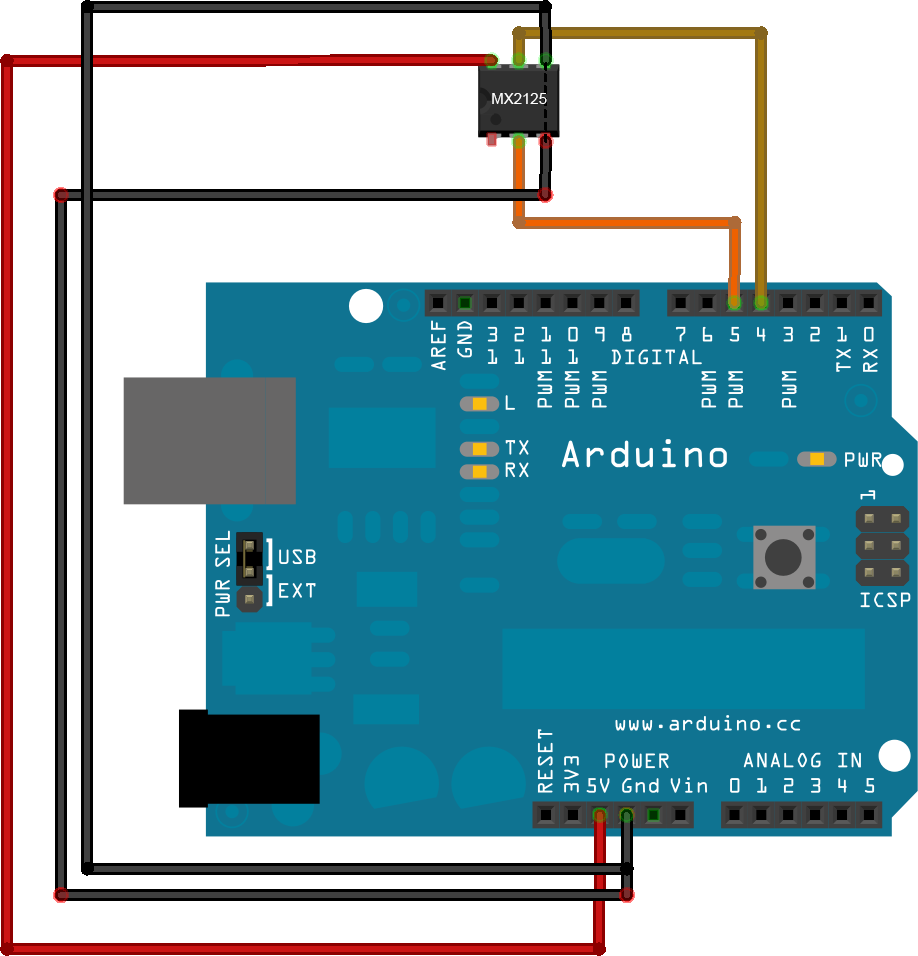 MX2125
AREF
GND
13
12
11
10
9
8
7
6
5
4
3
2
1
0
TX
RX
DIGITAL
PWM
PWM
PWM
PWM
PWM
PWM
L
TX
RX
Arduino
PWR
1
ICSP
PWR SEL
USB
EXT
www.arduino.cc
RESET
3V3
POWER
5V Gnd Vin
ANALOG IN
0 1 2 3 4 5